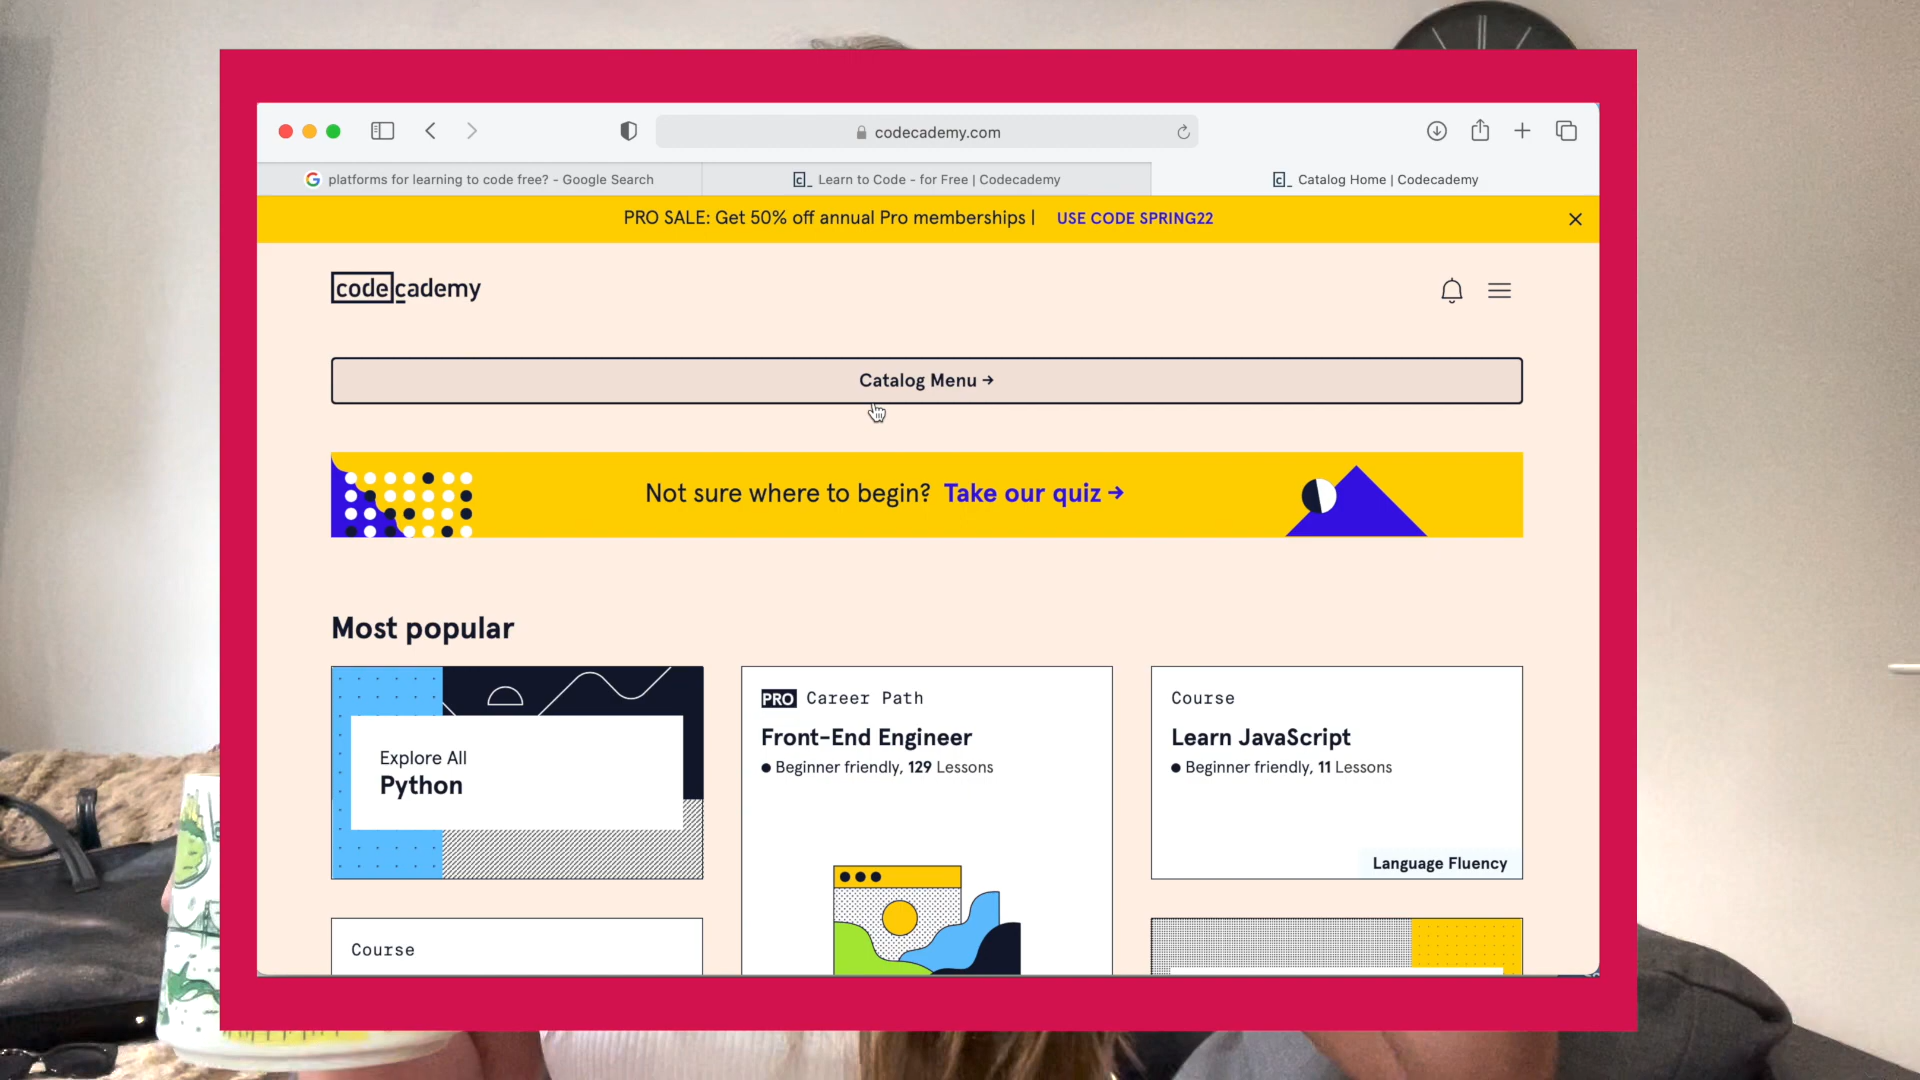 codecademy.com
platforms for learning to code free? - Google Search
Learn to Code - for Free | Codecademy
Catalog Home | Codecademy
PRO SALE: Get 50% off annual Pro memberships | USE CODE SPRING22
codecademy
Catalog Menu →
Not sure where to begin? Take our quiz →
Most popular
Explore All
Python
PRO Career Path
Front-End Engineer
Beginner friendly, 129 Lessons
Course
Learn JavaScript
Beginner friendly, 11 Lessons
Language Fluency
Course